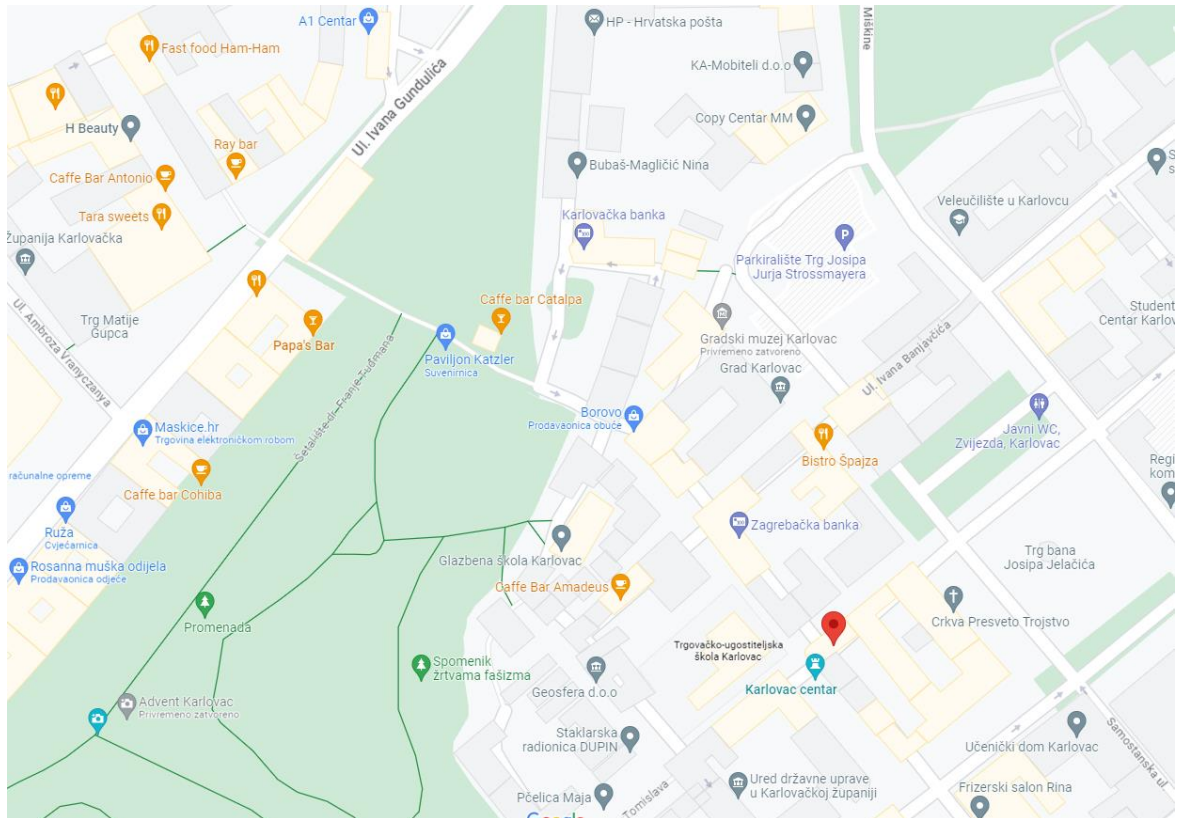 A1 Centar
HP - Hrvatska pošta
Miškine
Fast food Ham-Ham
KA-Mobiteli d.o.o
Ul. Ivana Gundulića
H Beauty
Copy Centar MM
Ray bar
Bubaš-Magličić Nina
Caffe Bar Antonio
Veleučilište u Karlovcu
Tara sweets
Karlovačka banka
Županija Karlovačka
Parkiralište Trg Josipa
Jurja Strossmayera
Ul. Ambroza Vranyczanya
Trg Matije
Gupca
Caffe bar Catalpa
Student
Centar Karlov
Papa's Bar
Paviljon Katzler
Suvenirnica
Gradski muzej Karlovac
Privremeno zatvoreno
Grad Karlovac
Ul. Ivana Banjavčića
Šetalište dr. Franje Tuđmana
Borovo
Prodavaonica obuće
Maskice.hr
Trgovina elektroničkom robom
Javni WC,
Zvijezda, Karlovac
Bistro Špajza
Regi
kom
računalne opreme
Caffe bar Cohiba
Ruža
Cvjećarnica
Zagrebačka banka
Glazbena škola Karlovac
Trg bana
Josipa Jelačića
Rosanna muška odijela
Prodavaonica odjeće
Caffe Bar Amadeus
Crkva Presveto Trojstvo
Promenada
Trgovačko-ugostiteljska
škola Karlovac
Spomenik
žrtvama fašizma
Karlovac centar
Geosfera d.o.o
Advent Karlovac
Privremeno zatvoreno
Staklarska
radionica DUPIN
Učenički dom Karlovac
Samostanska ul
Ured državne uprave
u Karlovačkoj županiji
Frizerski salon Rina
Pčelica Maja
Tomislava
Google